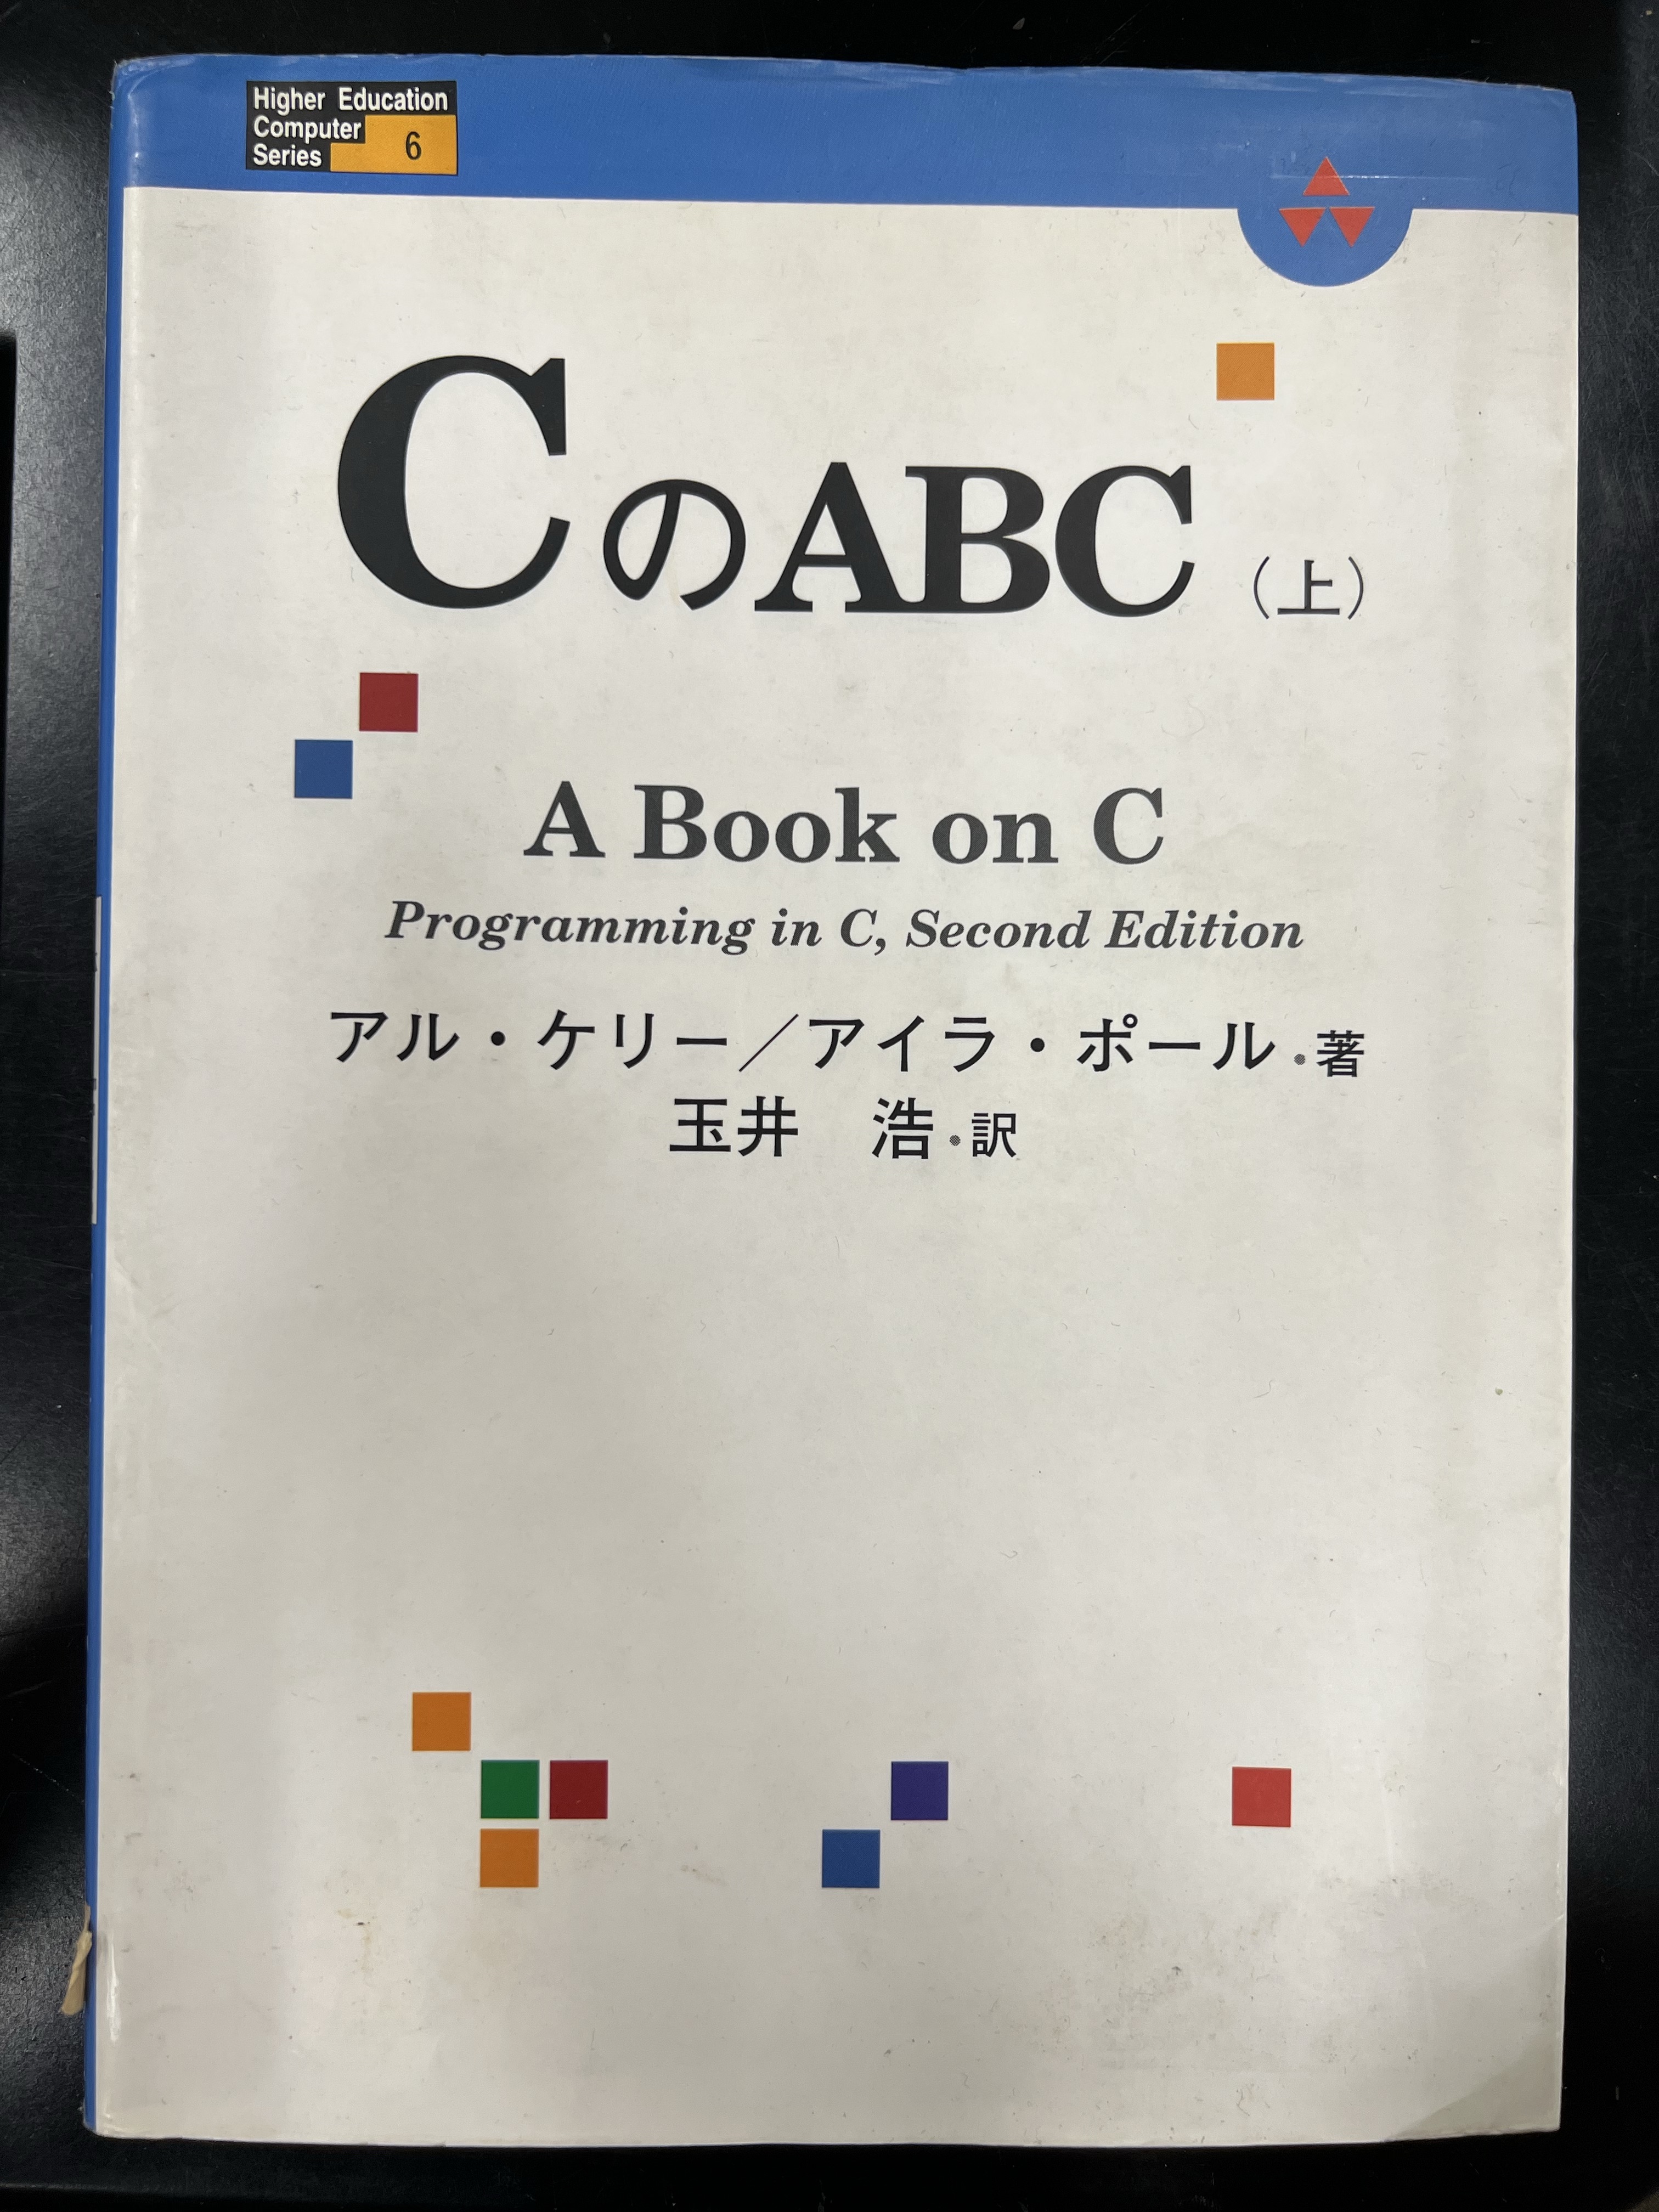 Higher Education
Computer
Series 6
CのABC（上）
A Book on C
Programming in C, Second Edition
アル・ケリー／アイラ・ポール・著
玉井　浩・訳